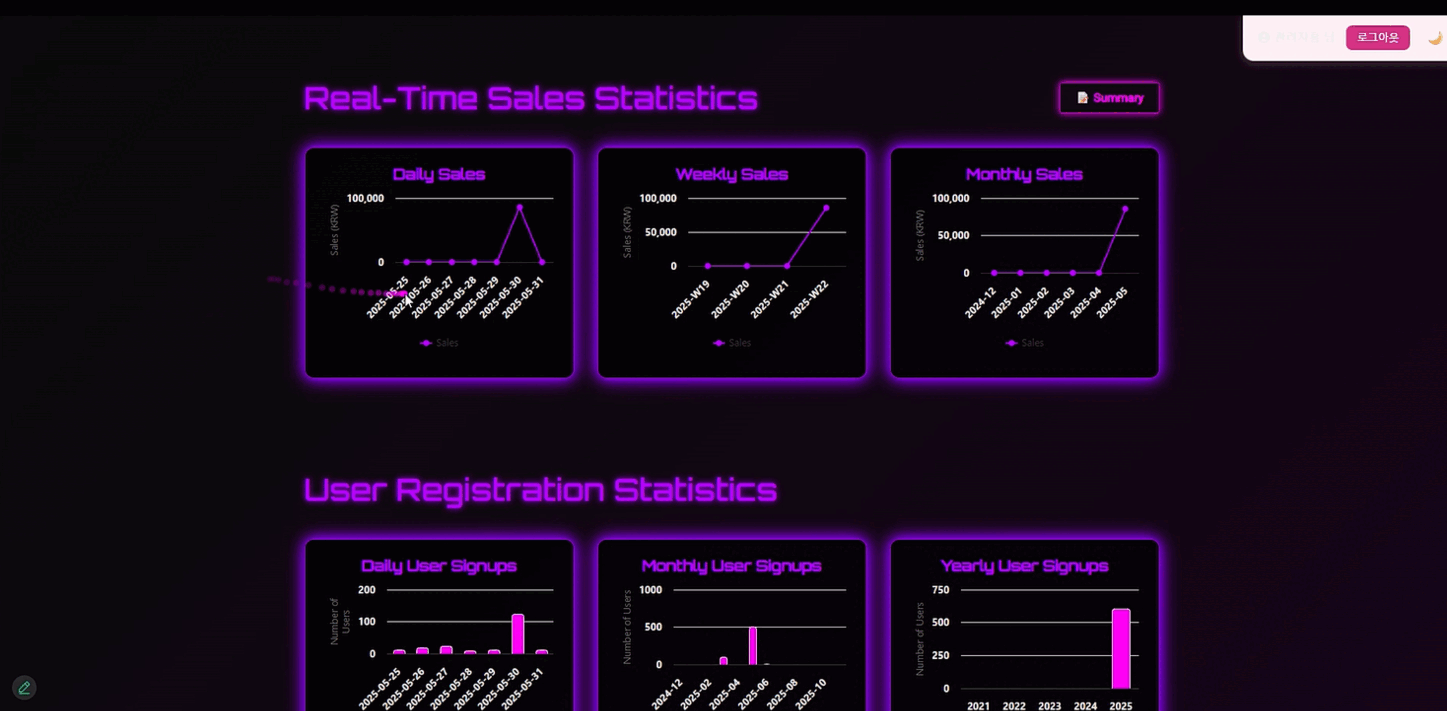 로그아웃
Real-Time Sales Statistics
Summary
Daily Sales
100,000
0
Sales (KRW)
2025-05-25
2025-05-26
2025-05-27
2025-05-28
2025-05-29
2025-05-30
2025-05-31
Sales
Weekly Sales
100,000
50,000
0
Sales (KRW)
2025-W19
2025-W20
2025-W21
2025-W22
Sales
Monthly Sales
100,000
50,000
0
Sales (KRW)
2024-12
2025-01
2025-02
2025-03
2025-04
2025-05
Sales
User Registration Statistics
Daily User Signups
200
100
0
Number of
Users
2025-05-25
2025-05-26
2025-05-27
2025-05-28
2025-05-29
2025-05-30
2025-05-31
Monthly User Signups
1000
500
0
Number of Users
2024-12
2025-02
2025-04
2025-06
2025-08
2025-10
Yearly User Signups
750
500
250
0
Number of Users
2021
2022
2023
2024
2025